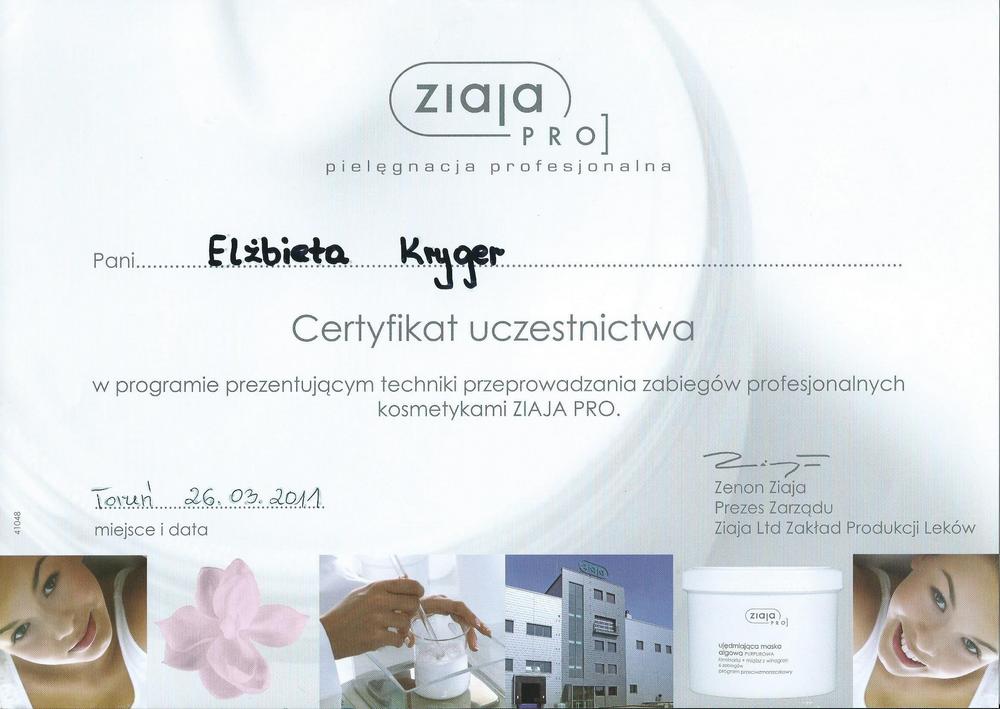 ziaja
PRO]
pielęgnacja profesjonalna
Pani Elżbieta Kryger
Certyfikat uczestnictwa
w programie prezentującym techniki przeprowadzania zabiegów profesjonalnych
kosmetykami ZIAJA PRO.
Zenon Ziaja
Prezes Zarządu
Ziaja Ltd Zakład Produkcji Leków
Toruń 26.03.2011
miejsce i data
41048
ziaja
ziaja
PRO]
ujędrniająca maska
algowa PURPUROWA
program przeciwzmarszczkowy